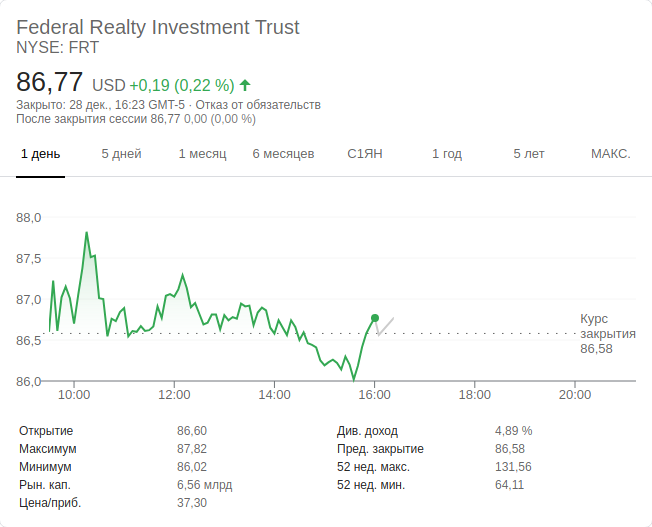 Federal Realty Investment Trust
NYSE: FRT
86,77 USD +0,19 (0,22 %)
Закрыто: 28 дек., 16:23 GMT-5 · Отказ от обязательств
После закрытия сессии 86,77 0,00 (0,00 %)
1 день 5 дней 1 месяц 6 месяцев С1ЯН 1 год 5 лет МАКС.
88,0
87,5
87,0
86,5
86,0
Курс
закрытия
86,58
10:00 12:00 14:00 16:00 18:00 20:00
Открытие 86,60 Див. доход 4,89 %
Максимум 87,82 Пред. закрытие 86,58
Минимум 86,02 52 нед. макс. 131,56
Рын. кап. 6,56 млрд 52 нед. мин. 64,11
Цена/приб. 37,30